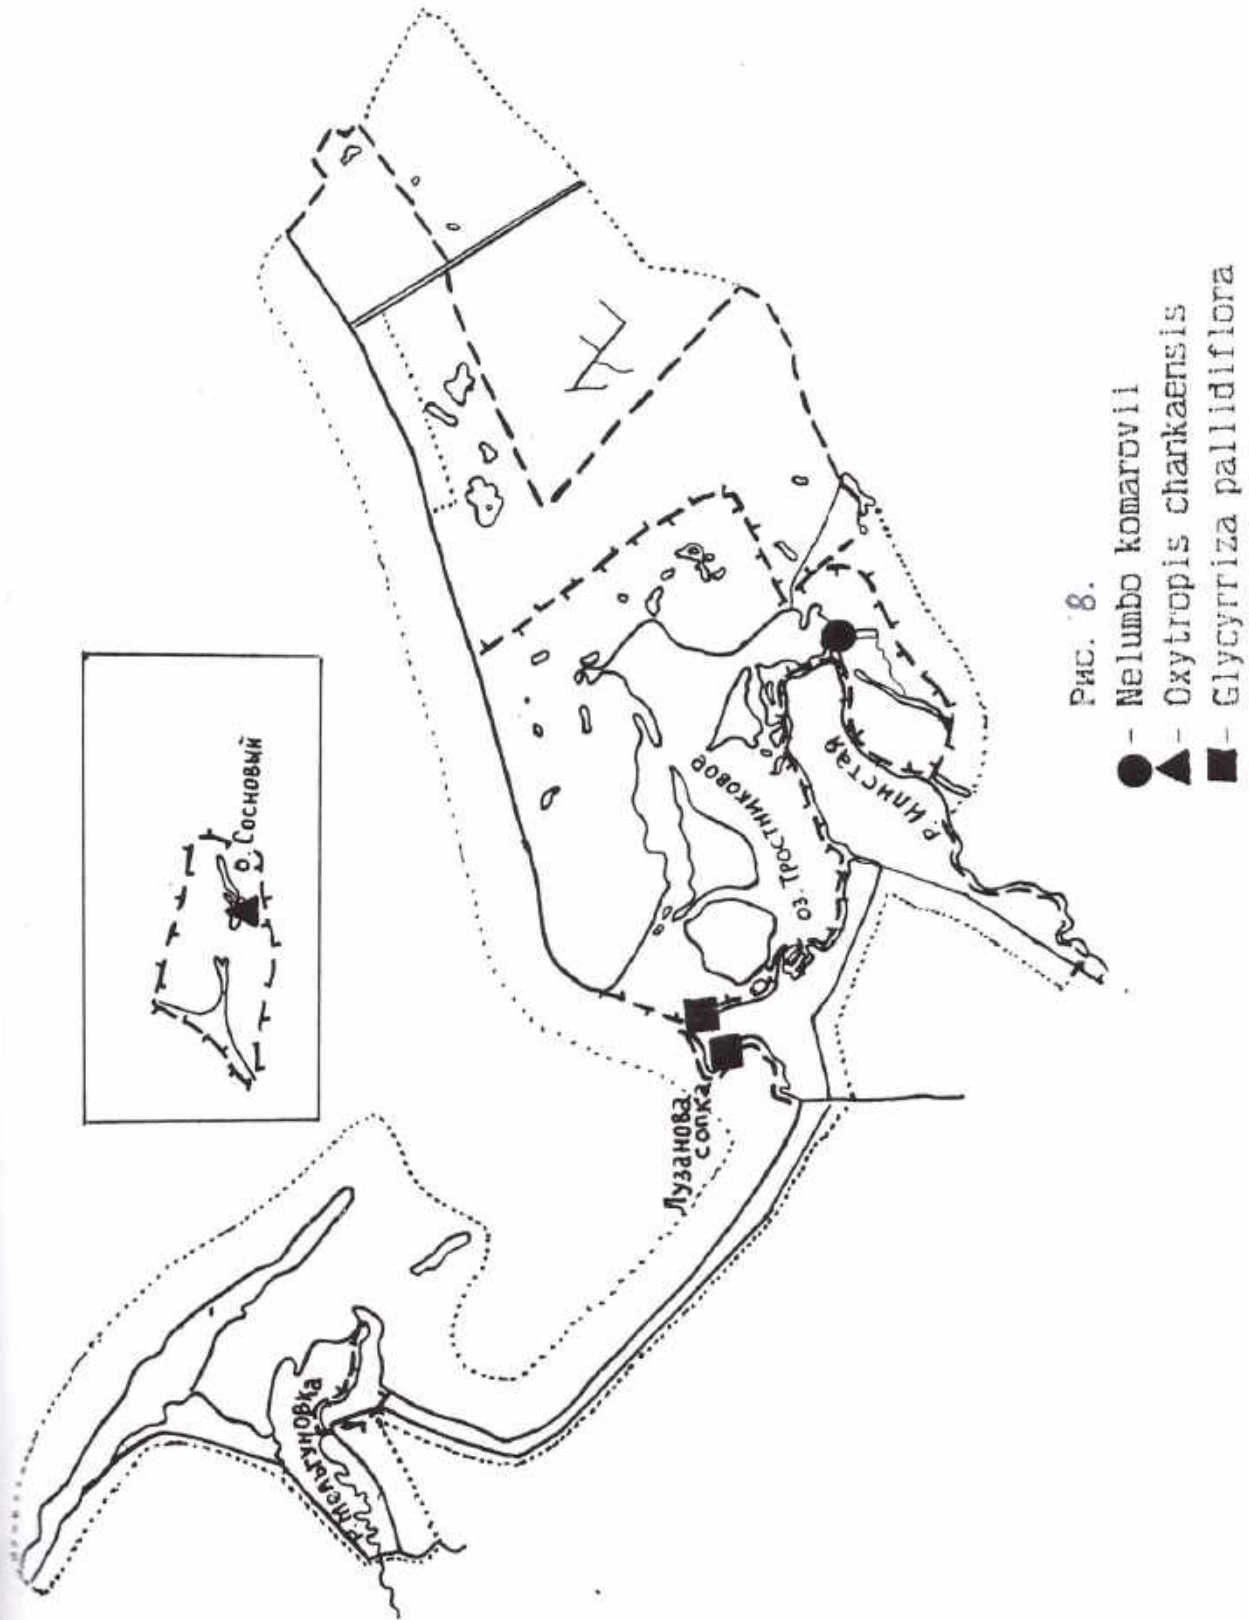 о. Сосновый
р. Мельгуновка
Лузанова
сопка
оз. Тростниковое
р. Илистая
Рис. 8.
- Nelumbo komarovii
- Oxytropis chankaensis
- Glycyrriza pallidiflora